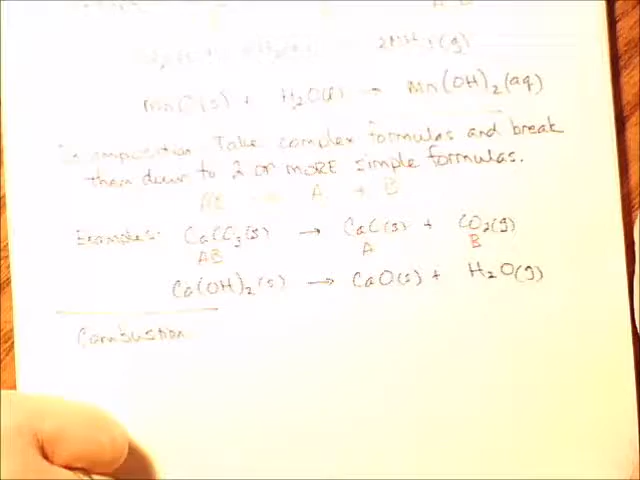 2NH3(g)
MnO(s) + H2O(l) → Mn(OH)2(aq)
Take complex formulas and break
them down to 2 or MORE simple formulas.
AB → A + B
Examples: CaCO3(s) → CaO(s) + CO2(g)
AB A B
Ca(OH)2(s) → CaO(s) + H2O(g)
Combustion